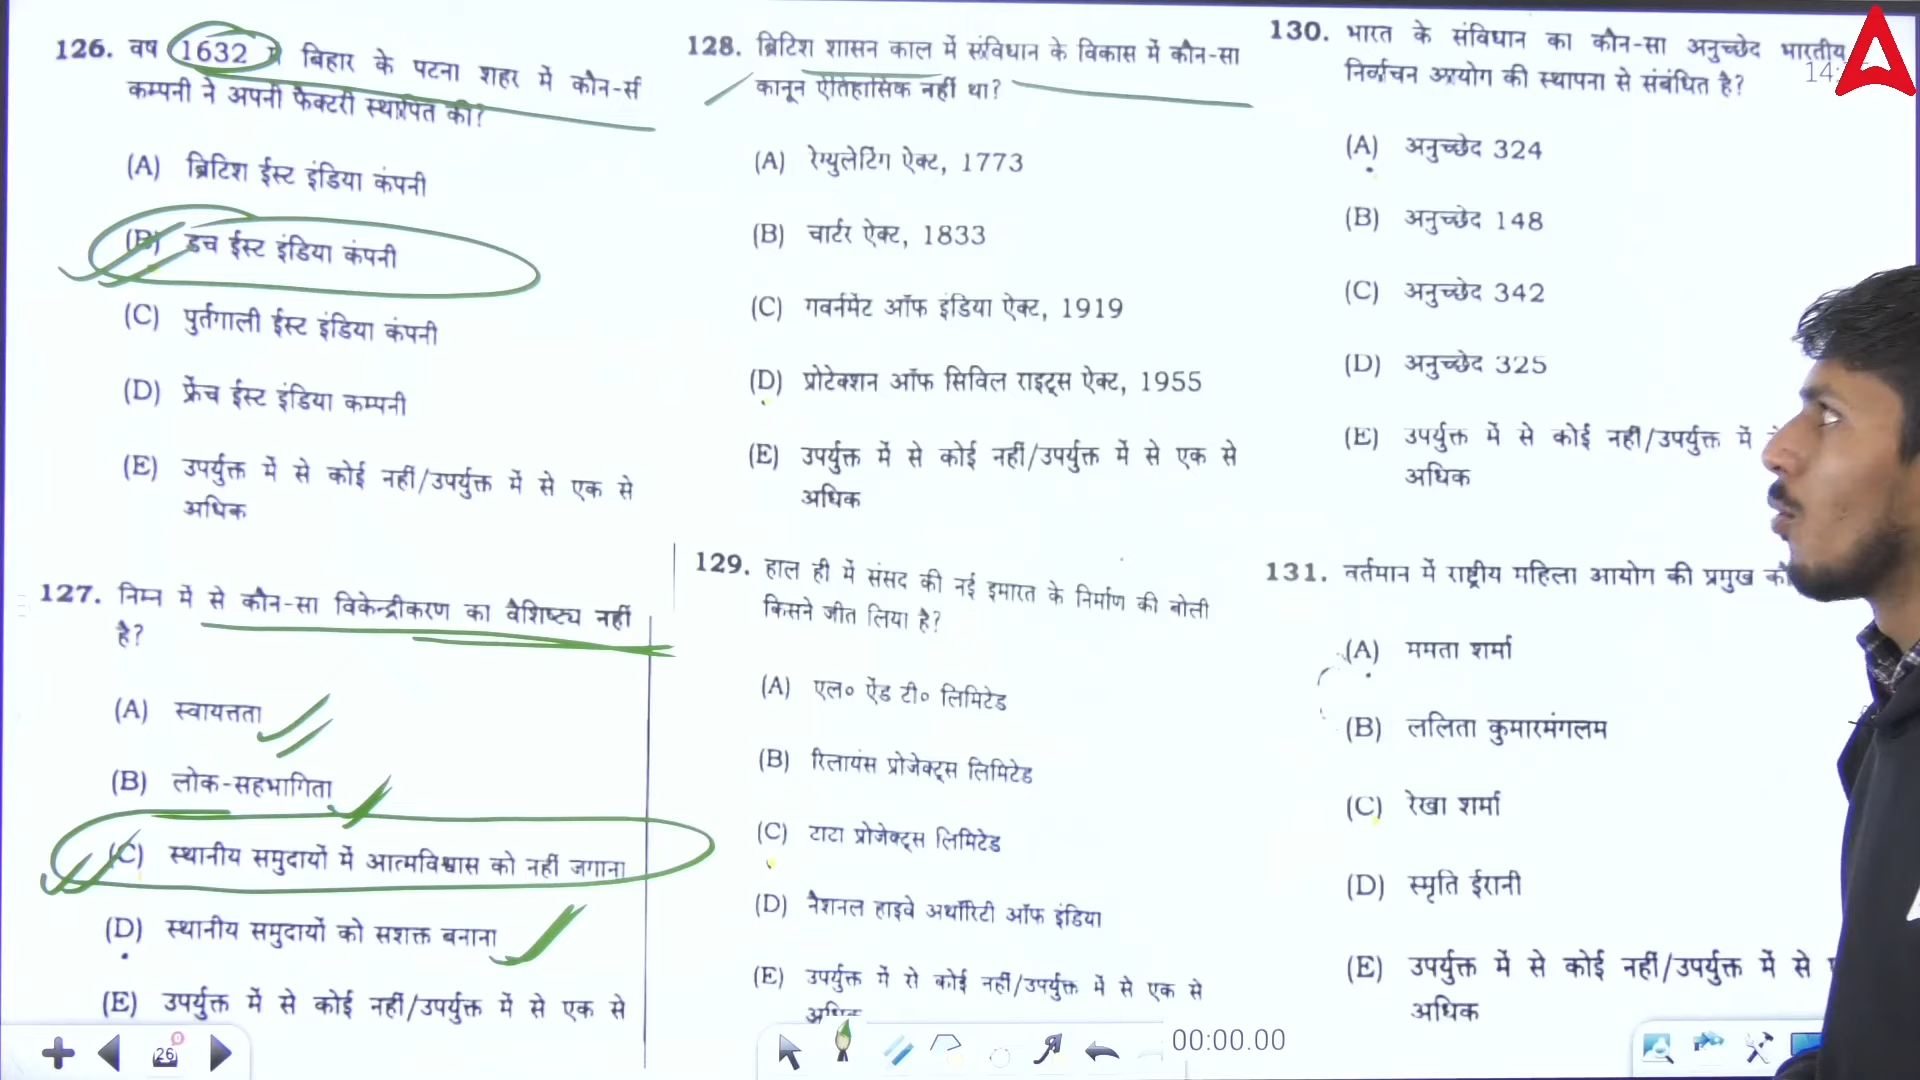 126. वर्ष 1632 में बिहार के पटना शहर में कौन-सी
कम्पनी ने अपनी फैक्टरी स्थापित की?
(A) ब्रिटिश ईस्ट इंडिया कंपनी
(B) डच ईस्ट इंडिया कंपनी
(C) पुर्तगाली ईस्ट इंडिया कंपनी
(D) फ्रेंच ईस्ट इंडिया कम्पनी
(E) उपर्युक्त में से कोई नहीं/उपर्युक्त में से एक से
अधिक
127. निम्न में से कौन-सा विकेन्द्रीकरण का वैशिष्ट्य नहीं
है?
(A) स्वायत्तता
(B) लोक-सहभागिता
(C) स्थानीय समुदायों में आत्मविश्वास को नहीं जगाना
(D) स्थानीय समुदायों को सशक्त बनाना
(E) उपर्युक्त में से कोई नहीं/उपर्युक्त में से एक से
128. ब्रिटिश शासन काल में संविधान के विकास में कौन-सा
कानून ऐतिहासिक नहीं था?
(A) रेग्युलेटिंग ऐक्ट, 1773
(B) चार्टर ऐक्ट, 1833
(C) गवर्नमेंट ऑफ इंडिया ऐक्ट, 1919
(D) प्रोटेक्शन ऑफ सिविल राइट्स ऐक्ट, 1955
(E) उपर्युक्त में से कोई नहीं/उपर्युक्त में से एक से
अधिक
129. हाल ही में संसद की नई इमारत के निर्माण की बोली
किसने जीत लिया है?
(A) एल० ऐंड टी० लिमिटेड
(B) रिलायंस प्रोजेक्ट्स लिमिटेड
(C) टाटा प्रोजेक्ट्स लिमिटेड
(D) नैशनल हाइवे अथॉरिटी ऑफ इंडिया
(E) उपर्युक्त में से कोई नहीं/उपर्युक्त में से एक से
अधिक
130. भारत के संविधान का कौन-सा अनुच्छेद भारतीय
निर्वाचन आयोग की स्थापना से संबंधित है?
(A) अनुच्छेद 324
(B) अनुच्छेद 148
(C) अनुच्छेद 342
(D) अनुच्छेद 325
(E) उपर्युक्त में से कोई नहीं/उपर्युक्त में
अधिक
131. वर्तमान में राष्ट्रीय महिला आयोग की प्रमुख
(A) ममता शर्मा
(B) ललिता कुमारमंगलम
(C) रेखा शर्मा
(D) स्मृति ईरानी
(E) उपर्युक्त में से कोई नहीं/उपर्युक्त में से
अधिक
26
00:00.00